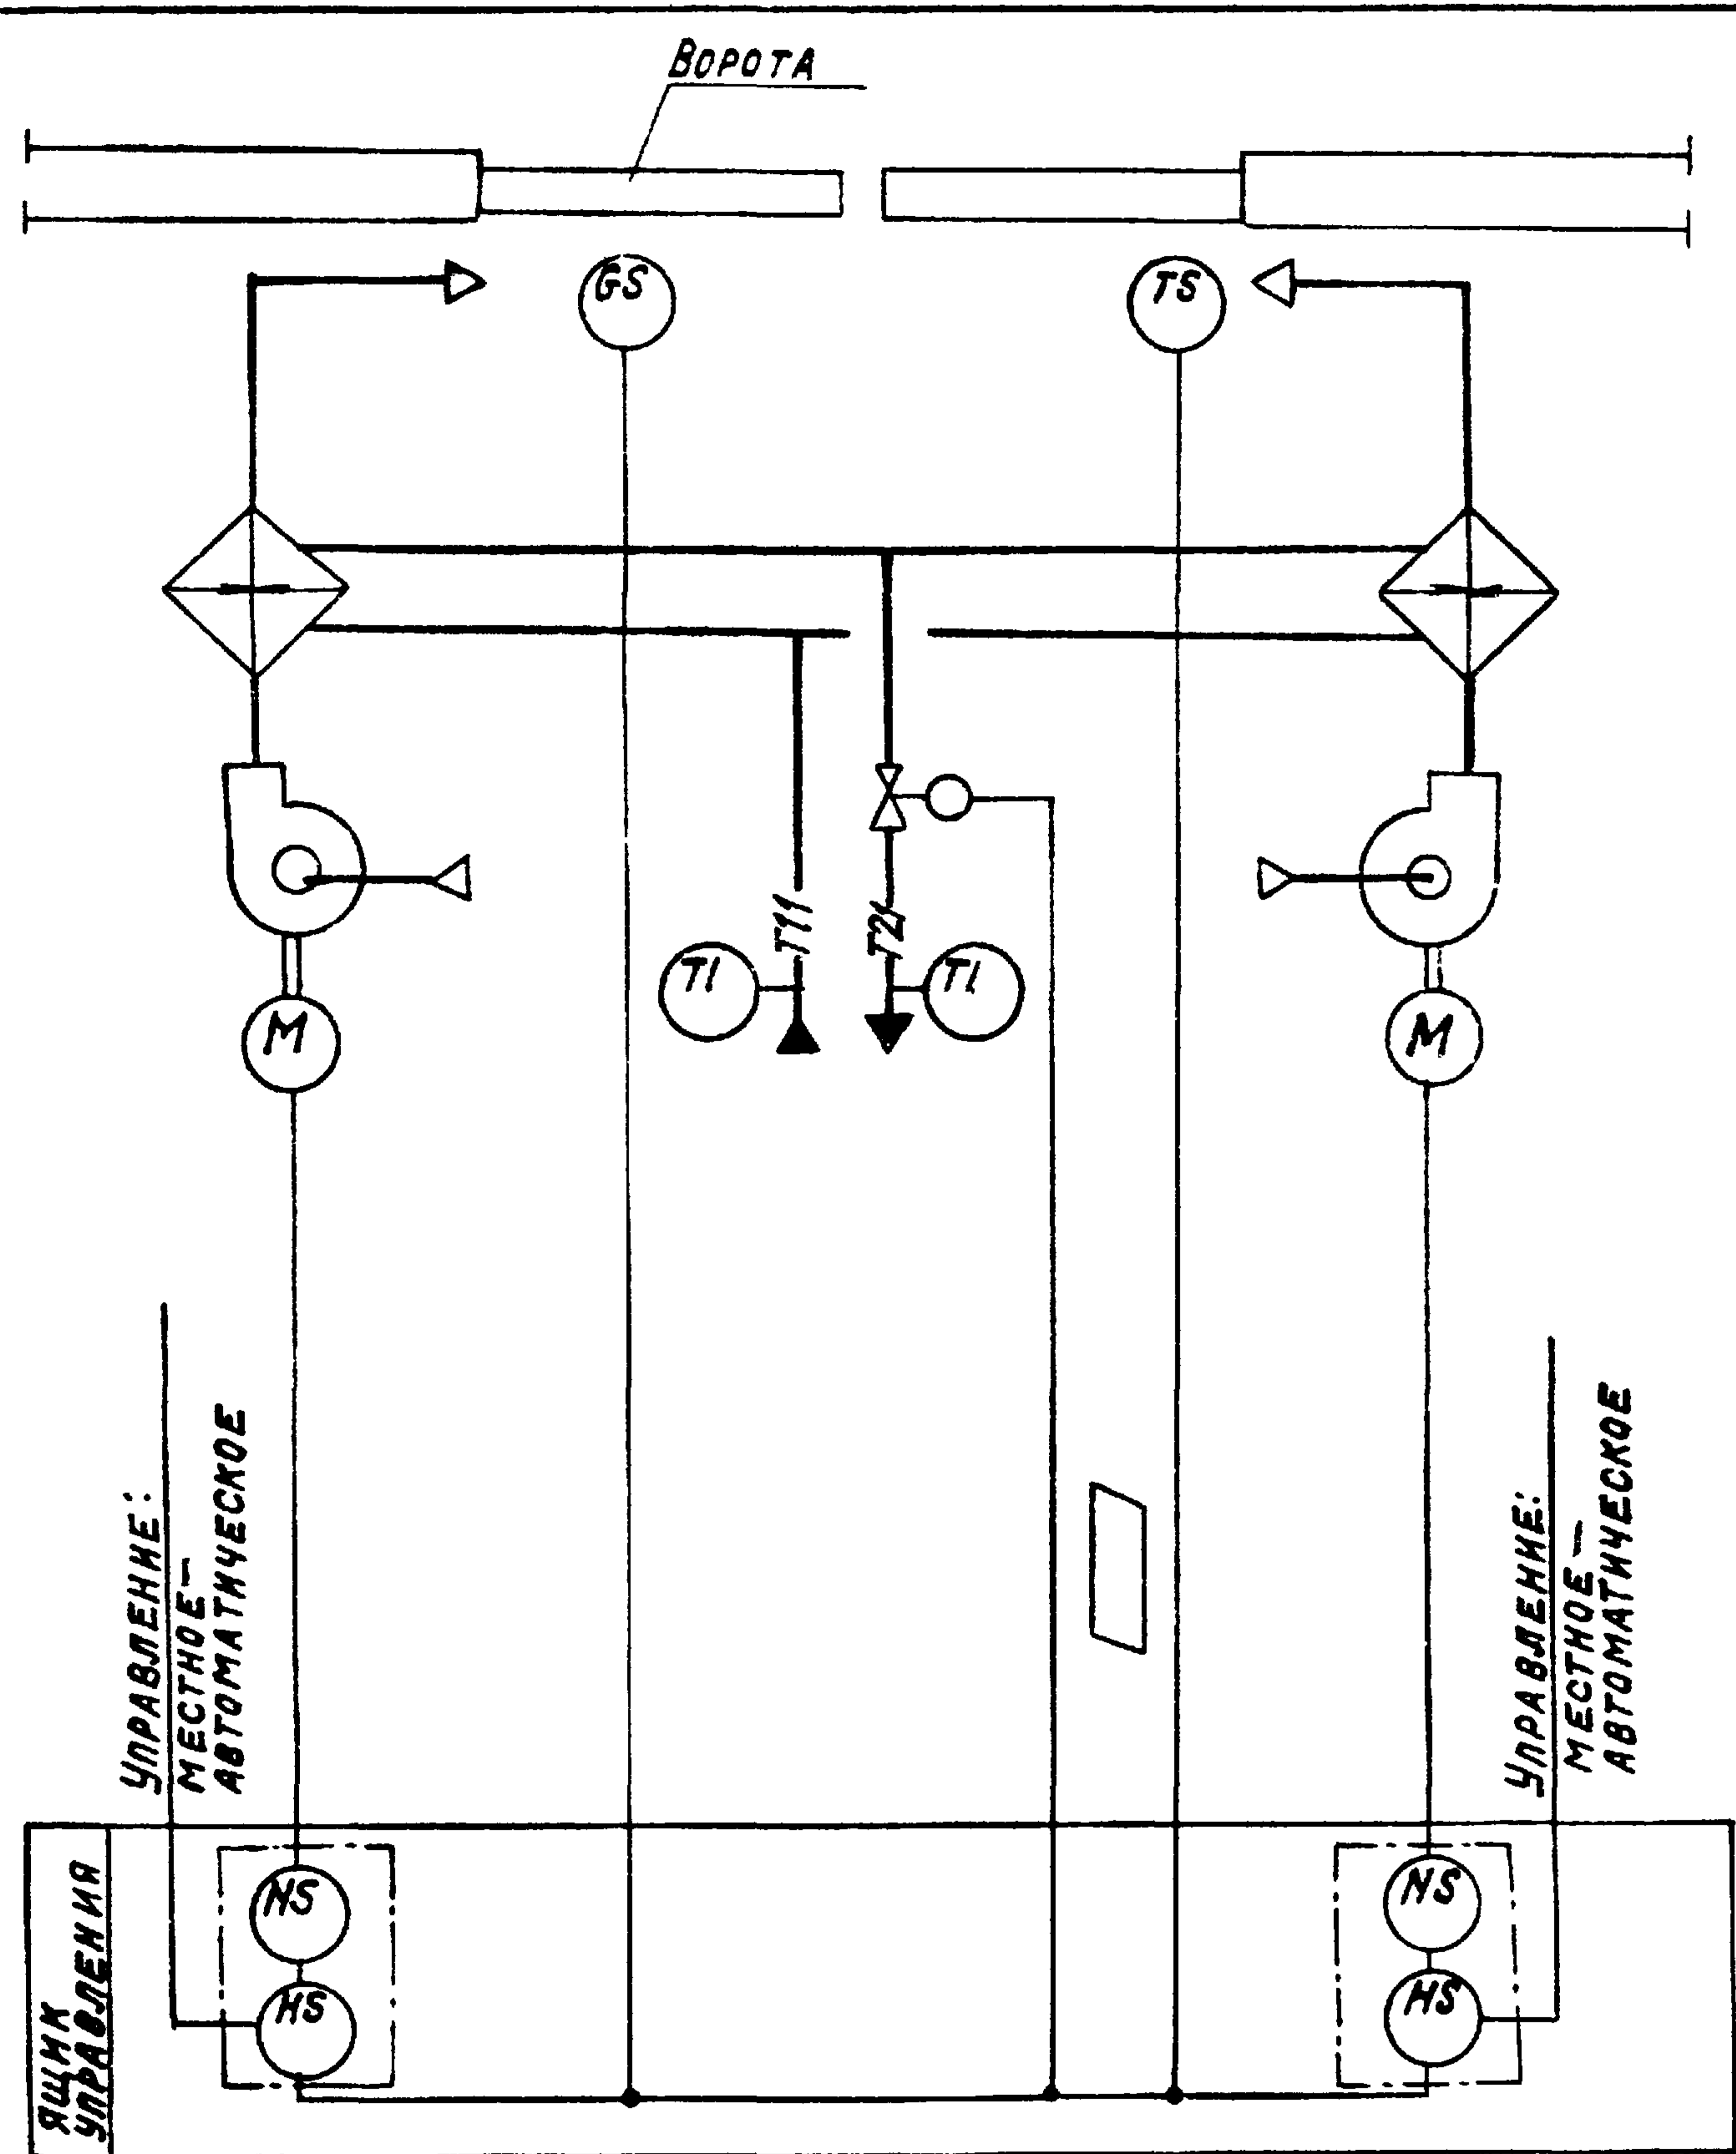 ВОРОТА
GS
TS
T11
T21
TI
TI
M
M
УПРАВЛЕНИЕ:
МЕСТНОЕ-
АВТОМАТИЧЕСКОЕ
УПРАВЛЕНИЕ:
МЕСТНОЕ-
АВТОМАТИЧЕСКОЕ
ЯЩИК
УПРАВЛЕНИЯ
NS
HS
NS
HS